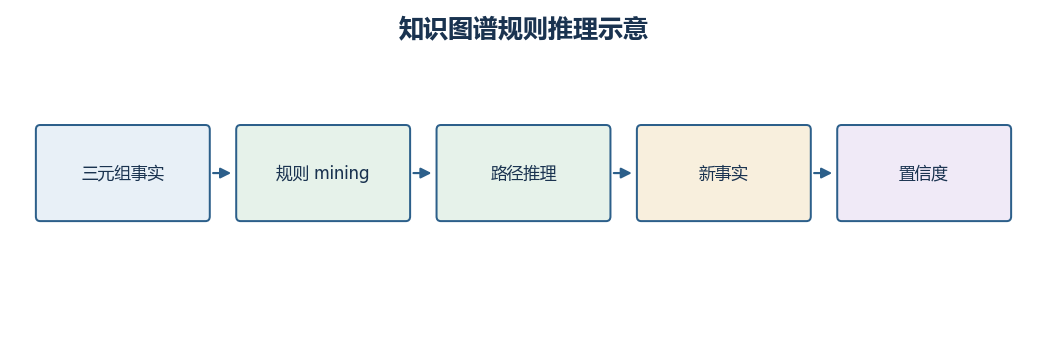 知识图谱规则推理示意
三元组事实
规则 mining
路径推理
新事实
置信度